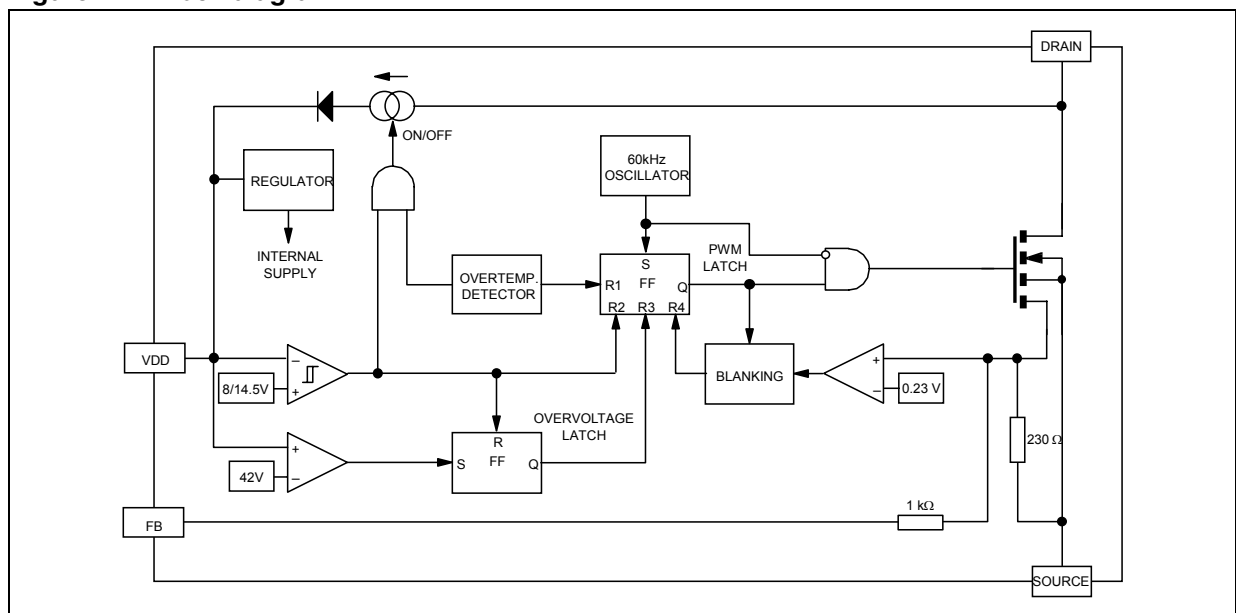 DRAIN
ON/OFF
REGULATOR
60kHz
OSCILLATOR
INTERNAL
SUPPLY
PWM
LATCH
OVERTEMP.
DETECTOR
S
FF
R1
Q
R2 R3 R4
VDD
8/14.5V
BLANKING
0.23 V
OVERVOLTAGE
LATCH
R
FF
S
Q
42V
230 Ω
1 kΩ
FB
SOURCE
+
−
+
−
+
−